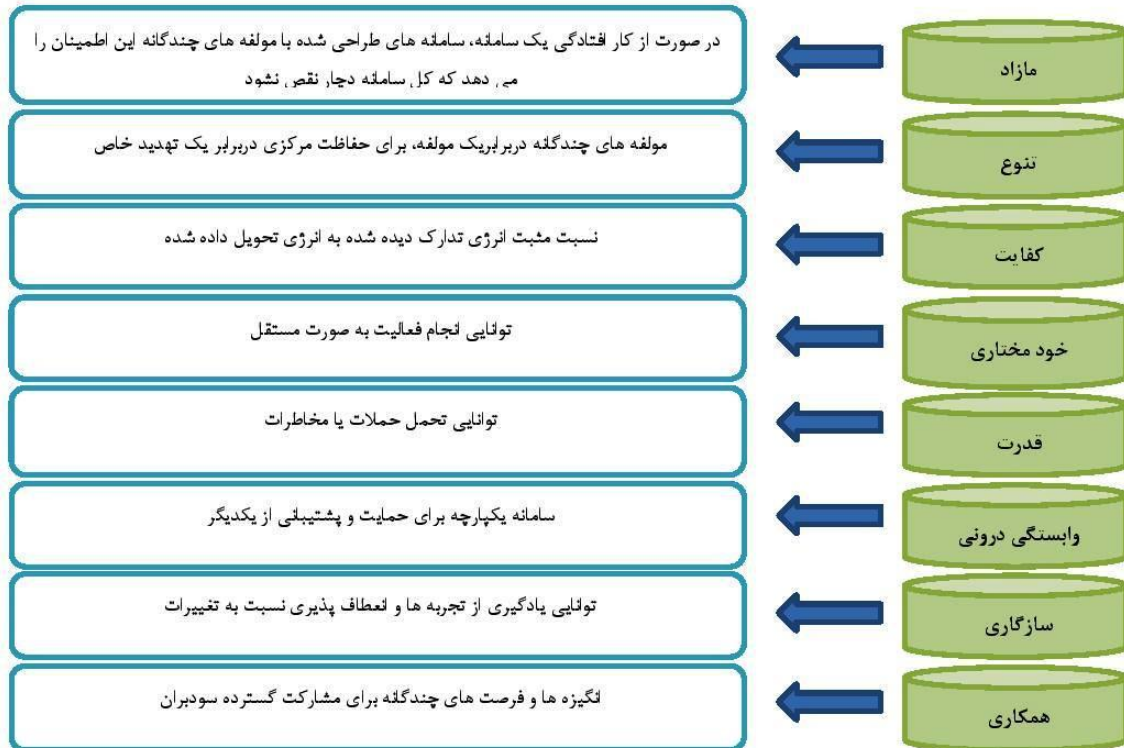 مازاد
در صورت از کار افتادگی یک سامانه، سامانه های طراحی شده با مولفه های چندگانه این اطمینان را
می دهد که کل سامانه دچار نقص نشود
تنوع
مولفه های چندگانه دربرابریک مولفه، برای حفاظت مرکزی دربرابر یک تهدید خاص
کفایت
نسبت مثبت انرژی تدارک دیده شده به انرژی تحویل داده شده
خود مختاری
توانایی انجام فعالیت به صورت مستقل
قدرت
توانایی تحمل حملات یا مخاطرات
وابستگی درونی
سامانه یکپارچه برای حمایت و پشتیبانی از یکدیگر
سازگاری
توانایی یادگیری از تجربه ها و انعطاف پذیری نسبت به تغییرات
همکاری
انگیزه ها و فرصت های چندگانه برای مشارکت گسترده سودبران